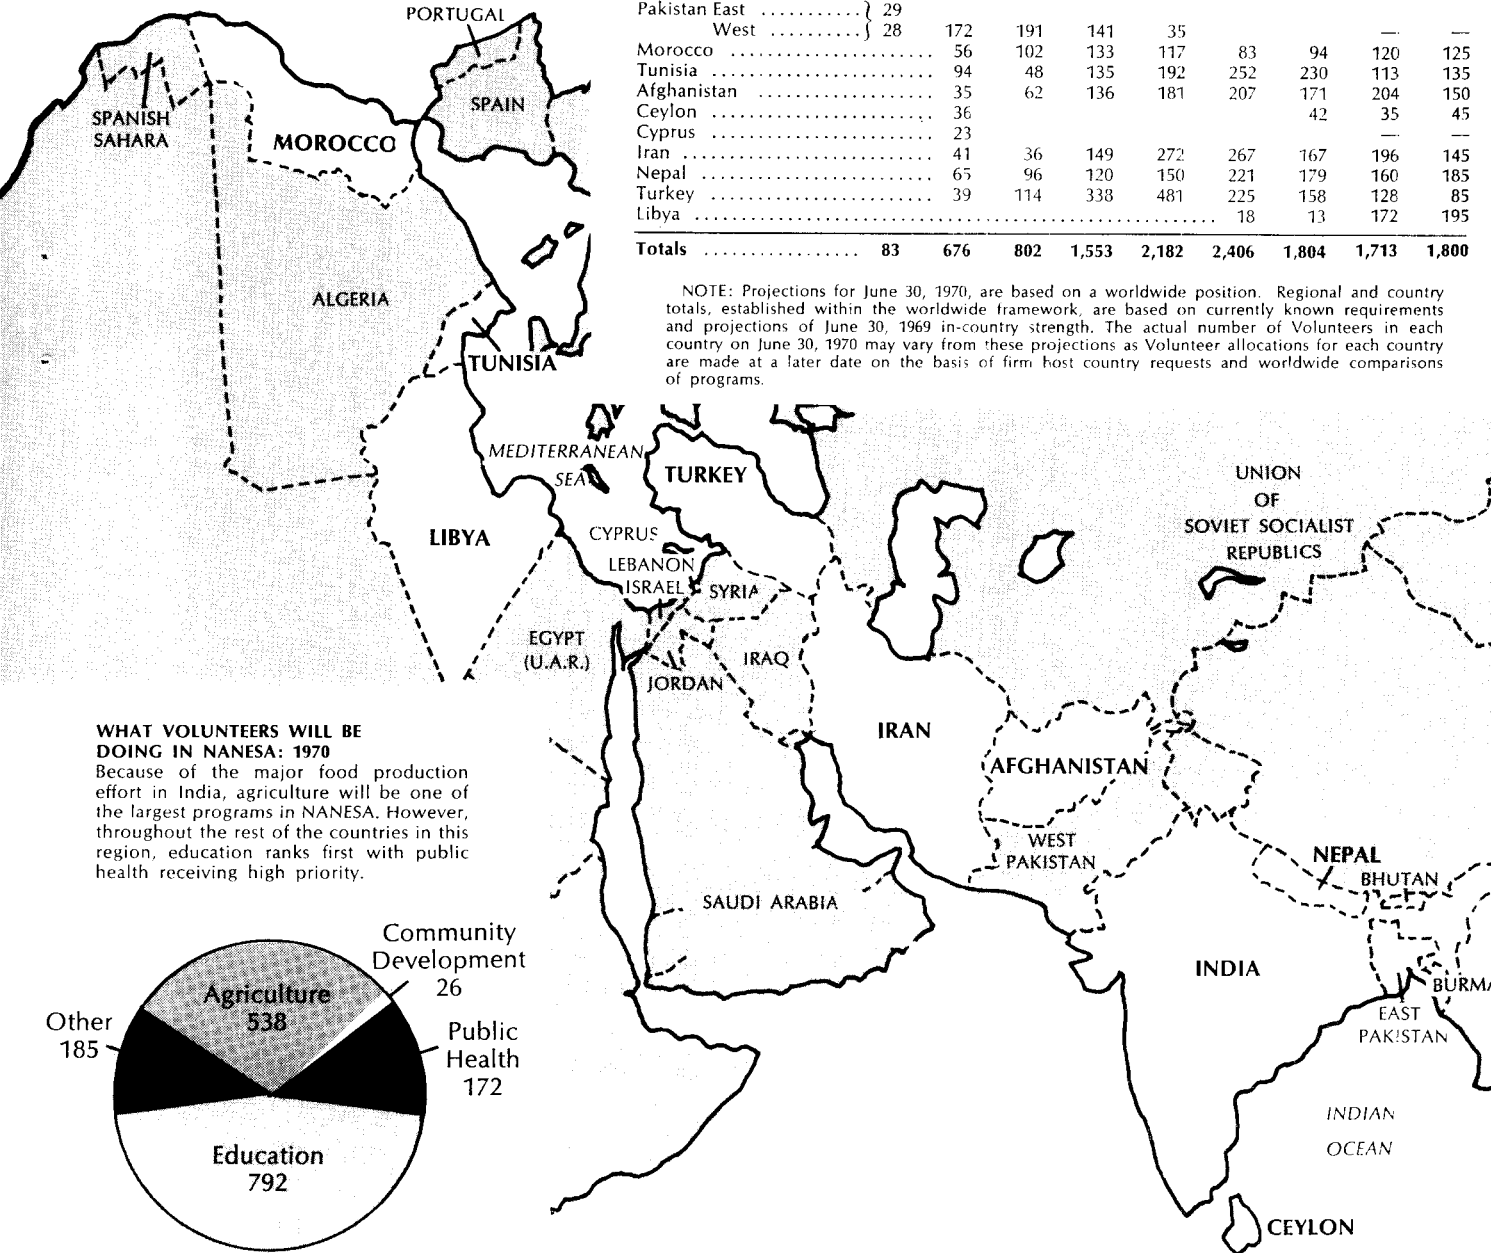 PORTUGAL
SPAIN
SPANISH
SAHARA
MOROCCO
ALGERIA
TUNISIA
Pakistan East ........... } 29
West .......... } 28 172 191 141 35 — —
Morocco ...................... 56 102 133 117 83 94 120 125
Tunisia ........................ 94 48 135 192 252 230 113 135
Afghanistan ................... 35 62 136 181 207 171 204 150
Ceylon ........................ 36 42 35 45
Cyprus ........................ 23 — —
Iran ........................... 41 36 149 272 267 167 196 145
Nepal ......................... 65 96 120 150 221 179 160 185
Turkey ........................ 39 114 338 481 225 158 128 85
Libya ...................................................... 18 13 172 195
Totals ................. 83 676 802 1,553 2,182 2,406 1,804 1,713 1,800
NOTE: Projections for June 30, 1970, are based on a worldwide position. Regional and country
totals, established within the worldwide framework, are based on currently known requirements
and projections of June 30, 1969 in-country strength. The actual number of Volunteers in each
country on June 30, 1970 may vary from these projections as Volunteer allocations for each country
are made at a later date on the basis of firm host country requests and worldwide comparisons
of programs.
MEDITERRANEAN
SEA
TURKEY
UNION
OF
SOVIET SOCIALIST
REPUBLICS
LIBYA
CYPRUS
LEBANON
ISRAEL
SYRIA
EGYPT
(U.A.R.)
IRAQ
JORDAN
IRAN
AFGHANISTAN
WEST
PAKISTAN
NEPAL
BHUTAN
SAUDI ARABIA
INDIA
BURMA
EAST
PAKISTAN
INDIAN
OCEAN
CEYLON
WHAT VOLUNTEERS WILL BE
DOING IN NANESA: 1970
Because of the major food production
effort in India, agriculture will be one of
the largest programs in NANESA. However,
throughout the rest of the countries in this
region, education ranks first with public
health receiving high priority.
Community
Development
26
Agriculture
538
Other
185
Public
Health
172
Education
792